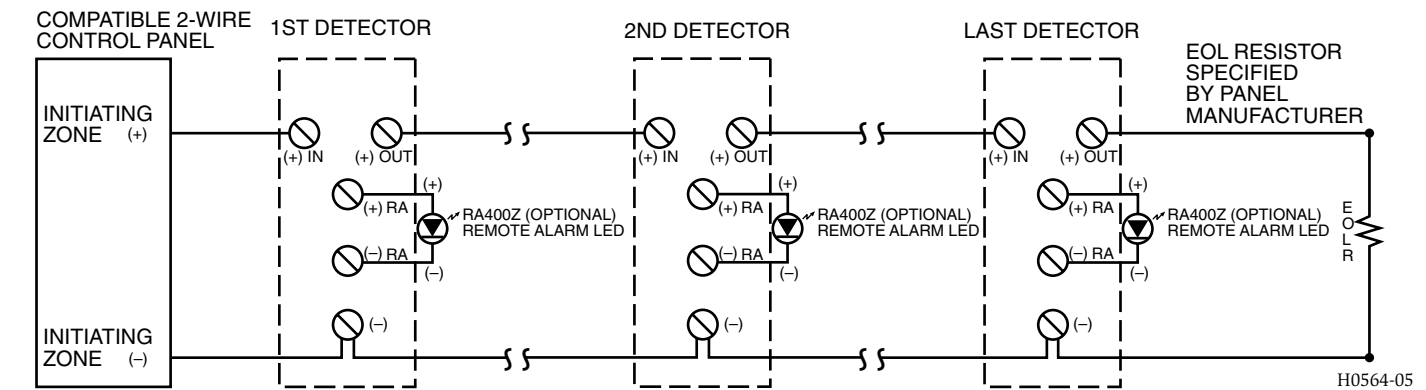 COMPATIBLE 2-WIRE
CONTROL PANEL
1ST DETECTOR
2ND DETECTOR
LAST DETECTOR
EOL RESISTOR
SPECIFIED
BY PANEL
MANUFACTURER
INITIATING
ZONE (+)
(+) IN
(+) OUT
(+) IN
(+) OUT
(+) IN
(+) OUT
(+)
(+) RA
RA400Z (OPTIONAL)
REMOTE ALARM LED
(–) RA
(–)
(+)
(+) RA
RA400Z (OPTIONAL)
REMOTE ALARM LED
(–) RA
(–)
(+)
(+) RA
RA400Z (OPTIONAL)
REMOTE ALARM LED
(–) RA
(–)
E
O
L
R
INITIATING
ZONE (–)
(–)
(–)
(–)
H0564-05